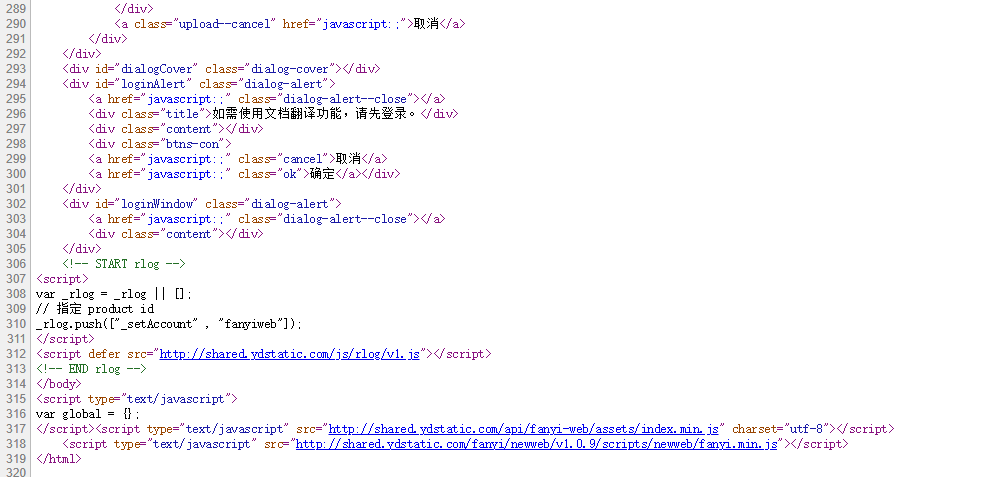 289             </div>
290             <a class="upload--cancel" href="javascript:;">取消</a>
291         </div>
292     </div>
293     <div id="dialogCover" class="dialog-cover"></div>
294     <div id="loginAlert" class="dialog-alert">
295         <a href="javascript:;" class="dialog-alert--close"></a>
296         <div class="title">如需使用文档翻译功能，请先登录。</div>
297         <div class="content"></div>
298         <div class="btns-con">
299         <a href="javascript:;" class="cancel">取消</a>
300         <a href="javascript:;" class="ok">确定</a></div>
301     </div>
302     <div id="loginWindow" class="dialog-alert">
303         <a href="javascript:;" class="dialog-alert--close"></a>
304         <div class="content"></div>
305     </div>
306     <!-- START rlog -->
307 <script>
308 var _rlog = _rlog || [];
309 // 指定 product id
310 _rlog.push(["_setAccount" , "fanyiweb"]);
311 </script>
312 <script defer src="http://shared.ydstatic.com/js/rlog/v1.js"></script>
313 <!-- END rlog -->
314 </body>
315 <script type="text/javascript">
316 var global = {};
317 </script><script type="text/javascript" src="http://shared.ydstatic.com/api/fanyi-web/assets/index.min.js" charset="utf-8"></script>
318     <script type="text/javascript" src="http://shared.ydstatic.com/fanyi/newweb/v1.0.9/scripts/newweb/fanyi.min.js"></script>
319 </html>
320